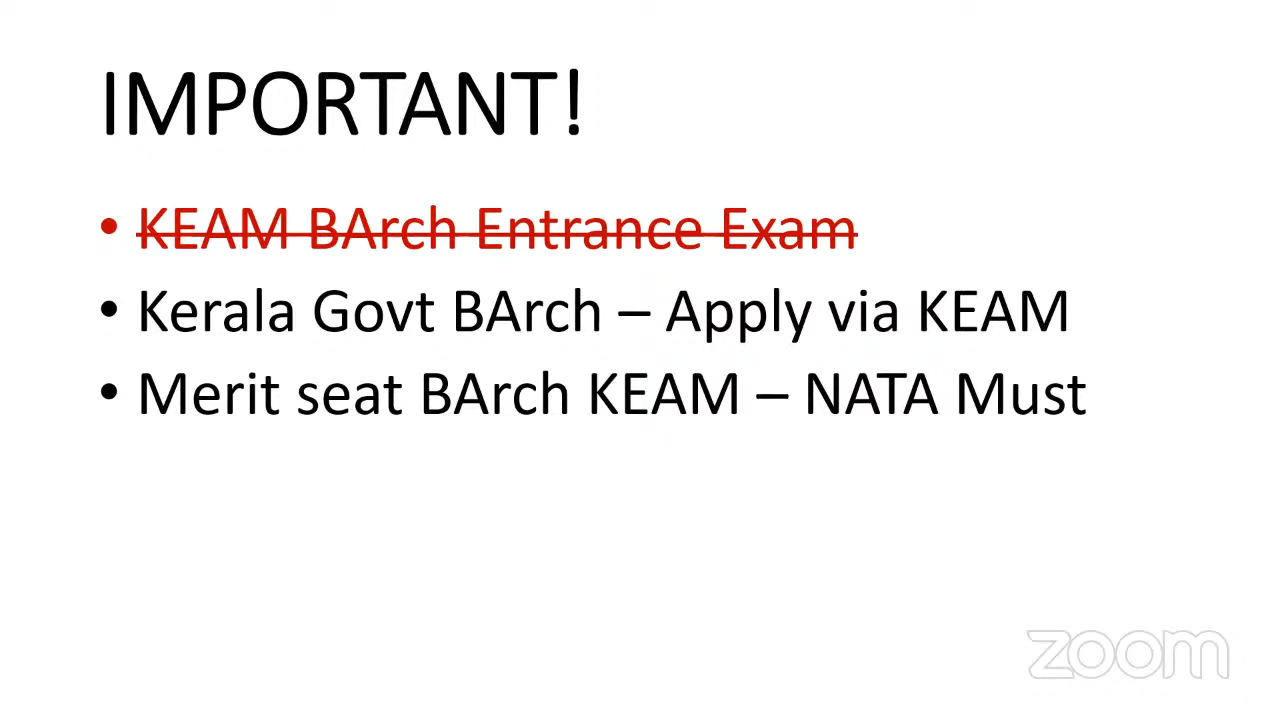 IMPORTANT!
• KEAM BArch Entrance Exam
• Kerala Govt BArch – Apply via KEAM
• Merit seat BArch KEAM – NATA Must
zoom